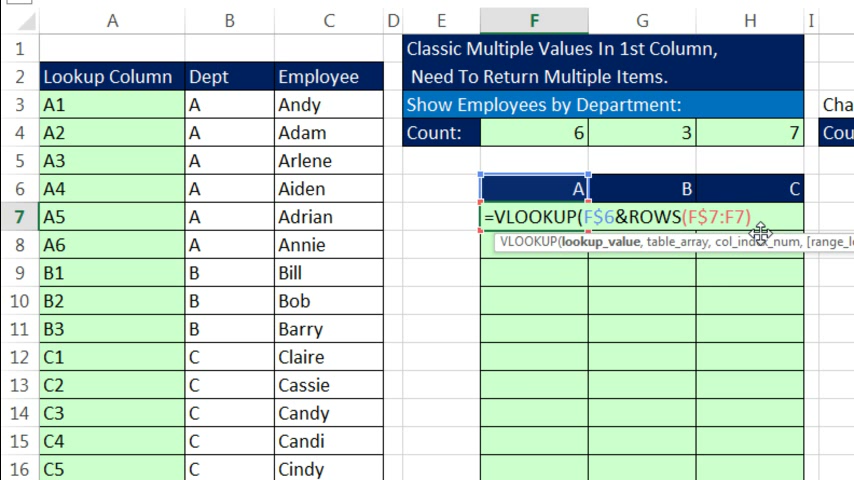 A B C D E F G H I
1 Classic Multiple Values In 1st Column,
2 Lookup Column Dept Employee Need To Return Multiple Items.
3 A1 A Andy Show Employees by Department: Cha
4 A2 A Adam Count: 6 3 7 Cou
5 A3 A Arlene
6 A4 A Aiden A B C
7 A5 A Adrian =VLOOKUP(F$6&ROWS(F$7:F7)
8 A6 A Annie VLOOKUP(lookup_value, table_array, col_index_num, [range_lo
9 B1 B Bill
10 B2 B Bob
11 B3 B Barry
12 C1 C Claire
13 C2 C Cassie
14 C3 C Candy
15 C4 C Candi
16 C5 C Cindy